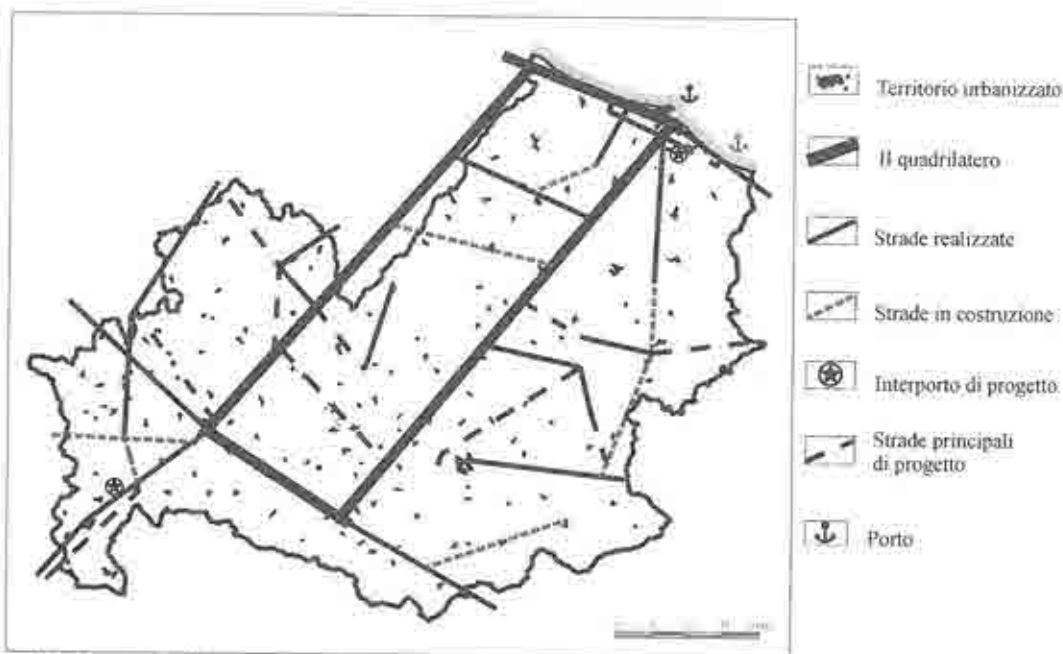 Territorio urbanizzato
Il quadrilatero
Strade realizzate
Strade in costruzione
Interporto di progetto
Strade principali
di progetto
Porto